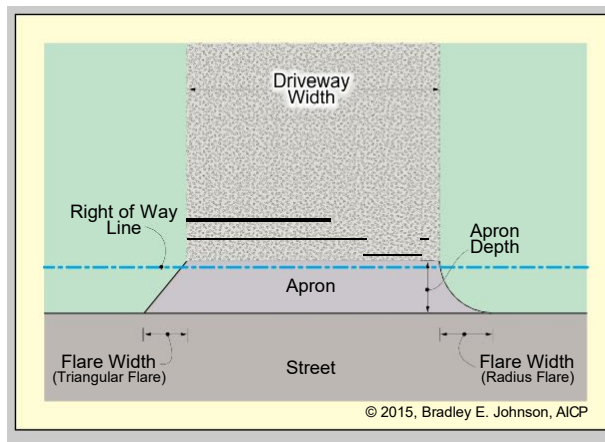 Driveway
Width
Right of Way
Line
Apron
Depth
Apron
Flare Width
(Triangular Flare)
Street
Flare Width
(Radius Flare)
© 2015, Bradley E. Johnson, AICP